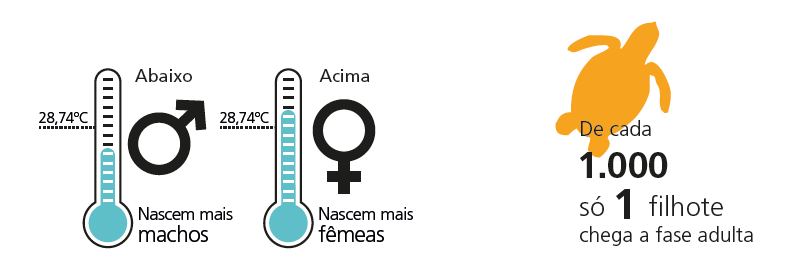 Abaixo
28,74ºC
Nascem mais
machos
Acima
28,74ºC
Nascem mais
fêmeas
De cada
1.000
só 1 filhote
chega a fase adulta